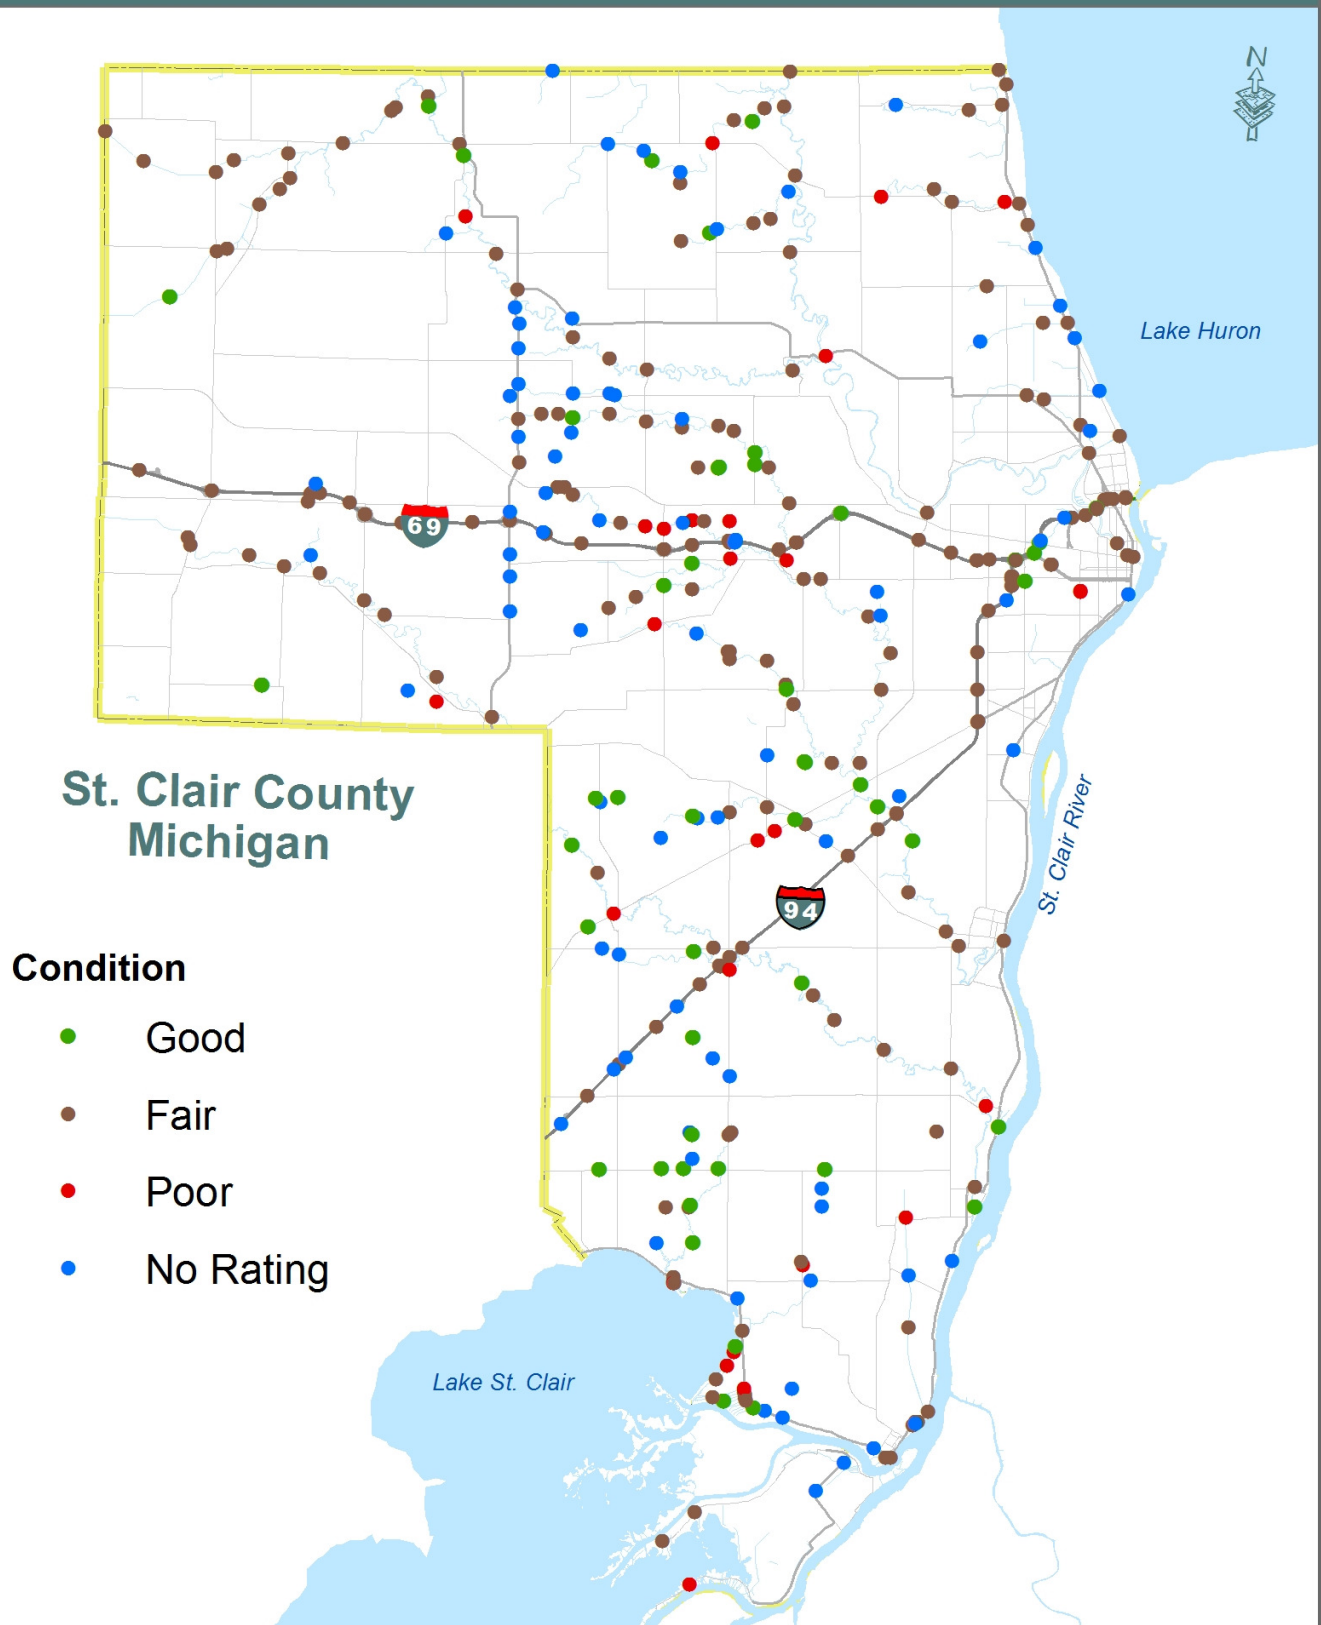 N
Lake Huron
69
St. Clair County
Michigan
St. Clair River
94
Condition
Good
Fair
Poor
No Rating
Lake St. Clair